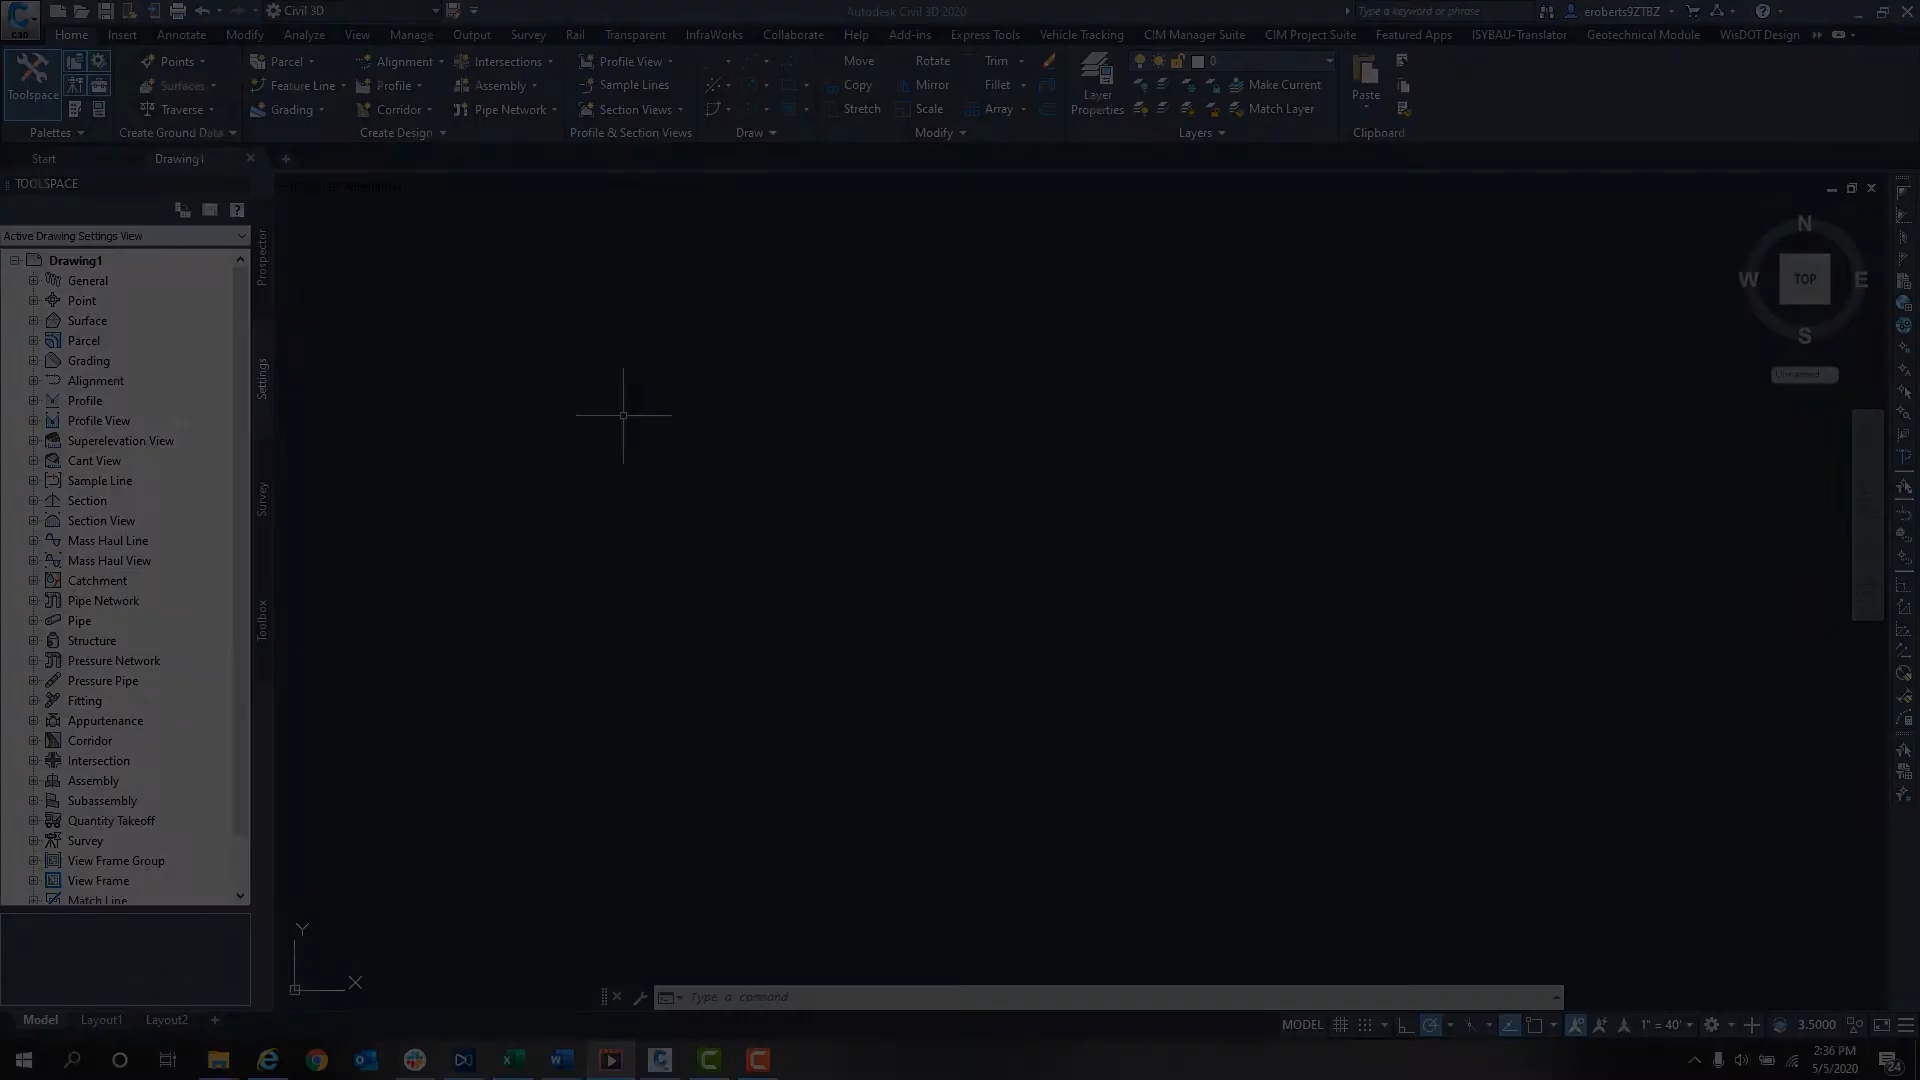 Civil 3D
Autodesk Civil 3D 2020
Type a keyword or phrase
eroberts9ZTBZ
C3D
Home Insert Annotate Modify Analyze View Manage Output Survey Rail Transparent InfraWorks Collaborate Help Add-ins Express Tools Vehicle Tracking CIM Manager Suite CIM Project Suite Featured Apps ISYBAU-Translator Geotechnical Module WisDOT Design
Points Parcel Alignment Intersections Profile View Move Rotate Trim 0
Toolspace Surfaces Feature Line Profile Assembly Sample Lines Copy Mirror Fillet Layer Properties Make Current Paste
Traverse Grading Corridor Pipe Network Section Views Stretch Scale Array Match Layer
Palettes Create Ground Data Create Design Profile & Section Views Draw Modify Layers Clipboard
Start Drawing1
TOOLSPACE
Active Drawing Settings View
Drawing1
General
Point
Surface
Parcel
Grading
Alignment
Profile
Profile View
Superelevation View
Cant View
Sample Line
Section
Section View
Mass Haul Line
Mass Haul View
Catchment
Pipe Network
Pipe
Structure
Pressure Network
Pressure Pipe
Fitting
Appurtenance
Corridor
Intersection
Assembly
Subassembly
Quantity Takeoff
Survey
View Frame Group
View Frame
Match Line
Prospector
Settings
Survey
Toolbox
N
W TOP E
S
Unnamed
Y
X
Type a command
Model Layout1 Layout2
MODEL 1" = 40' 3.5000
2:36 PM
5/5/2020
24